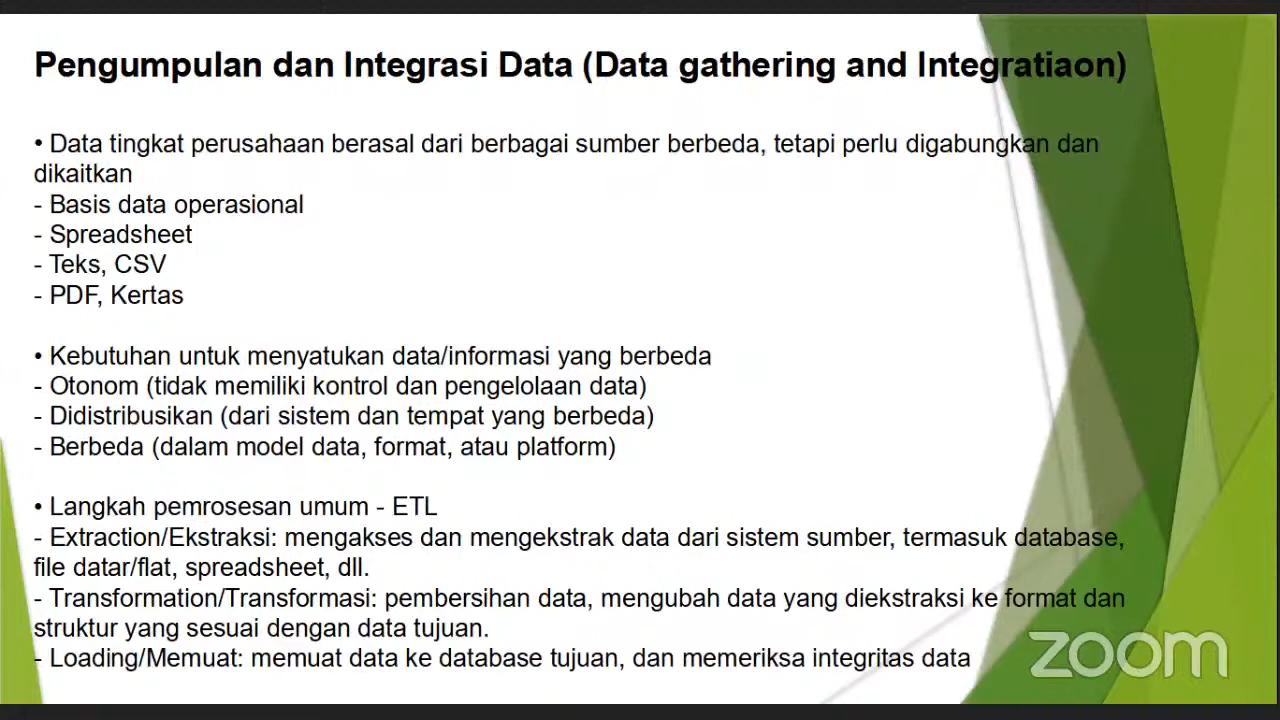 Pengumpulan dan Integrasi Data (Data gathering and Integratiaon)
• Data tingkat perusahaan berasal dari berbagai sumber berbeda, tetapi perlu digabungkan dan
dikaitkan
- Basis data operasional
- Spreadsheet
- Teks, CSV
- PDF, Kertas
• Kebutuhan untuk menyatukan data/informasi yang berbeda
- Otonom (tidak memiliki kontrol dan pengelolaan data)
- Didistribusikan (dari sistem dan tempat yang berbeda)
- Berbeda (dalam model data, format, atau platform)
• Langkah pemrosesan umum - ETL
- Extraction/Ekstraksi: mengakses dan mengekstrak data dari sistem sumber, termasuk database,
file datar/flat, spreadsheet, dll.
- Transformation/Transformasi: pembersihan data, mengubah data yang diekstraksi ke format dan
struktur yang sesuai dengan data tujuan.
- Loading/Memuat: memuat data ke database tujuan, dan memeriksa integritas data
zoom